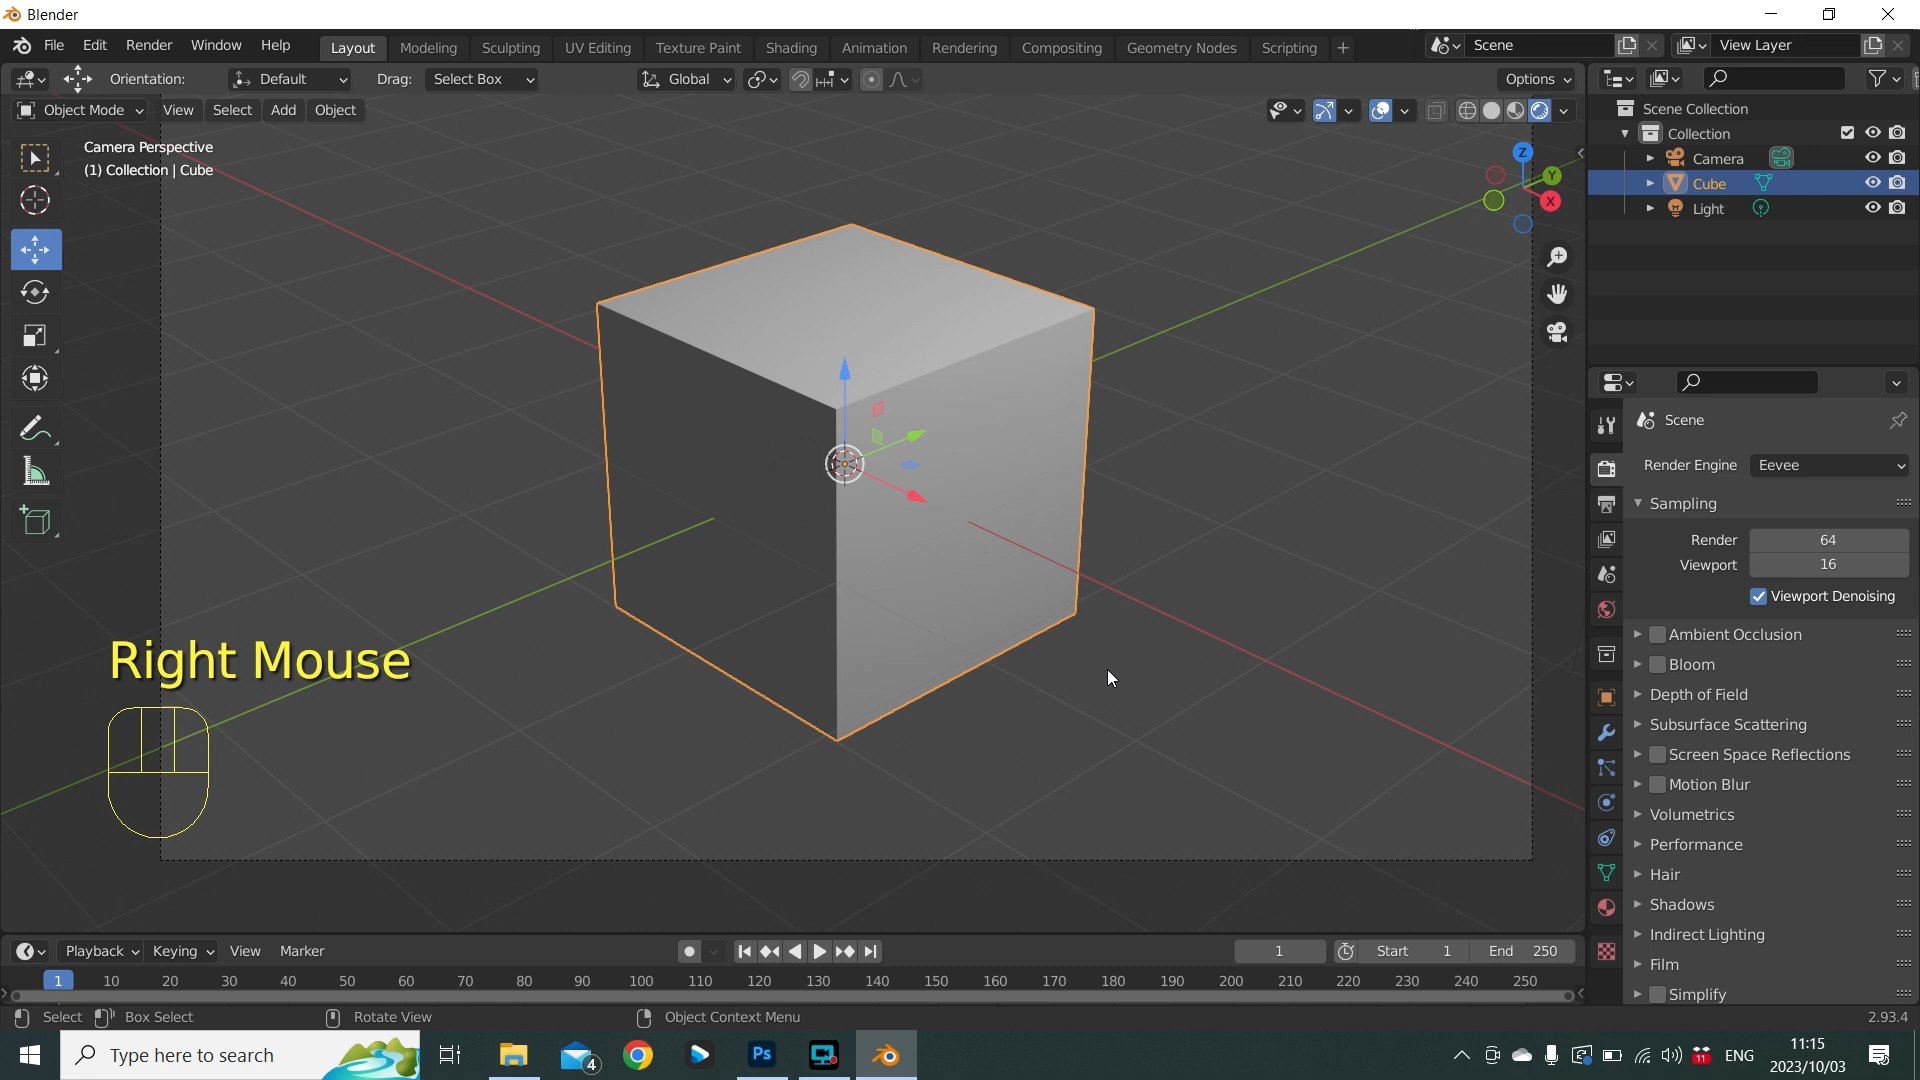 Blender
File Edit Render Window Help Layout Modeling Sculpting UV Editing Texture Paint Shading Animation Rendering Compositing Geometry Nodes Scripting + Scene View Layer
Orientation: Default Drag: Select Box Global Options
Object Mode View Select Add Object
Camera Perspective
(1) Collection | Cube
Z
Y
X
Scene Collection
Collection
Camera
Cube
Light
Scene
Render Engine Eevee
Sampling
Render 64
Viewport 16
Viewport Denoising
Ambient Occlusion
Bloom
Depth of Field
Subsurface Scattering
Screen Space Reflections
Motion Blur
Volumetrics
Performance
Hair
Shadows
Indirect Lighting
Film
Simplify
Right Mouse
Playback Keying View Marker 1 Start 1 End 250
1 10 20 30 40 50 60 70 80 90 100 110 120 130 140 150 160 170 180 190 200 210 220 230 240 250
Select Box Select Rotate View Object Context Menu 2.93.4
Type here to search 4 Ps 11 ENG 11:15
2023/10/03